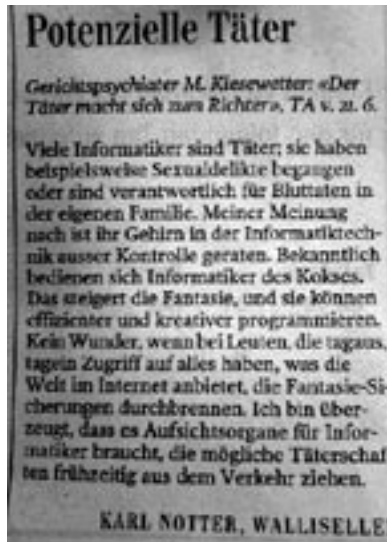 Potenzielle Täter
Gerichtspsychiater M. Kiesewetter: «Der
Täter macht sich zum Richter», TA v. 21. 6.
Viele Informatiker sind Täter; sie haben
beispielsweise Sexualdelikte begangen
oder sind verantwortlich für Bluttaten in
der eigenen Familie. Meiner Meinung
nach ist ihr Gehirn in der Informatiktech-
nik ausser Kontrolle geraten. Bekanntlich
bedienen sich Informatiker des Kokses.
Das steigert die Fantasie, und sie können
effizienter und kreativer programmieren.
Kein Wunder, wenn bei Leuten, die tagaus,
tagein Zugriff auf alles haben, was die
Welt im Internet anbietet, die Fantasie-Si-
cherungen durchbrennen. Ich bin über-
zeugt, dass es Aufsichtsorgane für Infor-
matiker braucht, die mögliche Täterschaf
ten frühzeitig aus dem Verkehr ziehen.
KARL NOTTER, WALLISELLE